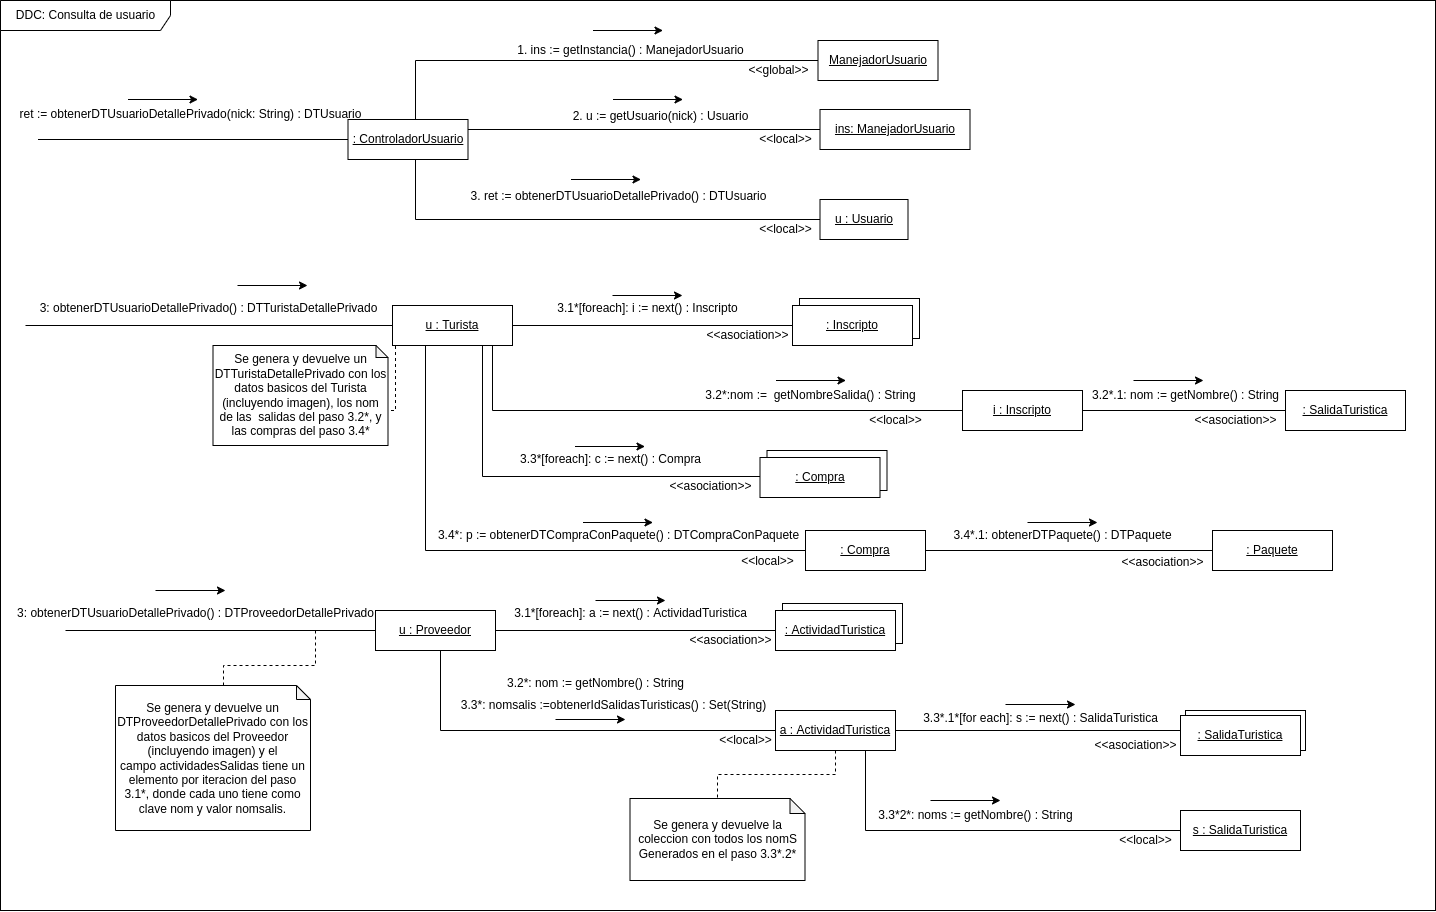 DDC: Consulta de usuario
1. ins := getInstancia() : ManejadorUsuario
ManejadorUsuario
<<global>>
ret := obtenerDTUsuarioDetallePrivado(nick: String) : DTUsuario
: ControladorUsuario
2. u := getUsuario(nick) : Usuario
ins: ManejadorUsuario
<<local>>
3. ret := obtenerDTUsuarioDetallePrivado() : DTUsuario
u : Usuario
<<local>>
3: obtenerDTUsuarioDetallePrivado() : DTTuristaDetallePrivado
u : Turista
3.1*[foreach]: i := next() : Inscripto
: Inscripto
<<asociation>>
Se genera y devuelve un
DTTuristaDetallePrivado con los
datos basicos del Turista
(incluyendo imagen), los nom
de las  salidas del paso 3.2*, y
las compras del paso 3.4*
3.2*:nom :=  getNombreSalida() : String
i : Inscripto
<<local>>
3.2*.1: nom := getNombre() : String
: SalidaTuristica
<<asociation>>
3.3*[foreach]: c := next() : Compra
: Compra
<<asociation>>
3.4*: p := obtenerDTCompraConPaquete() : DTCompraConPaquete
: Compra
<<local>>
3.4*.1: obtenerDTPaquete() : DTPaquete
: Paquete
<<asociation>>
3: obtenerDTUsuarioDetallePrivado() : DTProveedorDetallePrivado
u : Proveedor
3.1*[foreach]: a := next() : ActividadTuristica
: ActividadTuristica
<<asociation>>
Se genera y devuelve un
DTProveedorDetallePrivado con los
datos basicos del Proveedor
(incluyendo imagen) y el
campo actividadesSalidas tiene un
elemento por iteracion del paso
3.1*, donde cada uno tiene como
clave nom y valor nomsalis.
3.2*: nom := getNombre() : String
3.3*: nomsalis :=obtenerIdSalidasTuristicas() : Set(String)
a : ActividadTuristica
<<local>>
3.3*.1*[for each]: s := next() : SalidaTuristica
: SalidaTuristica
<<asociation>>
Se genera y devuelve la
coleccion con todos los nomS
Generados en el paso 3.3*.2*
3.3*2*: noms := getNombre() : String
s : SalidaTuristica
<<local>>